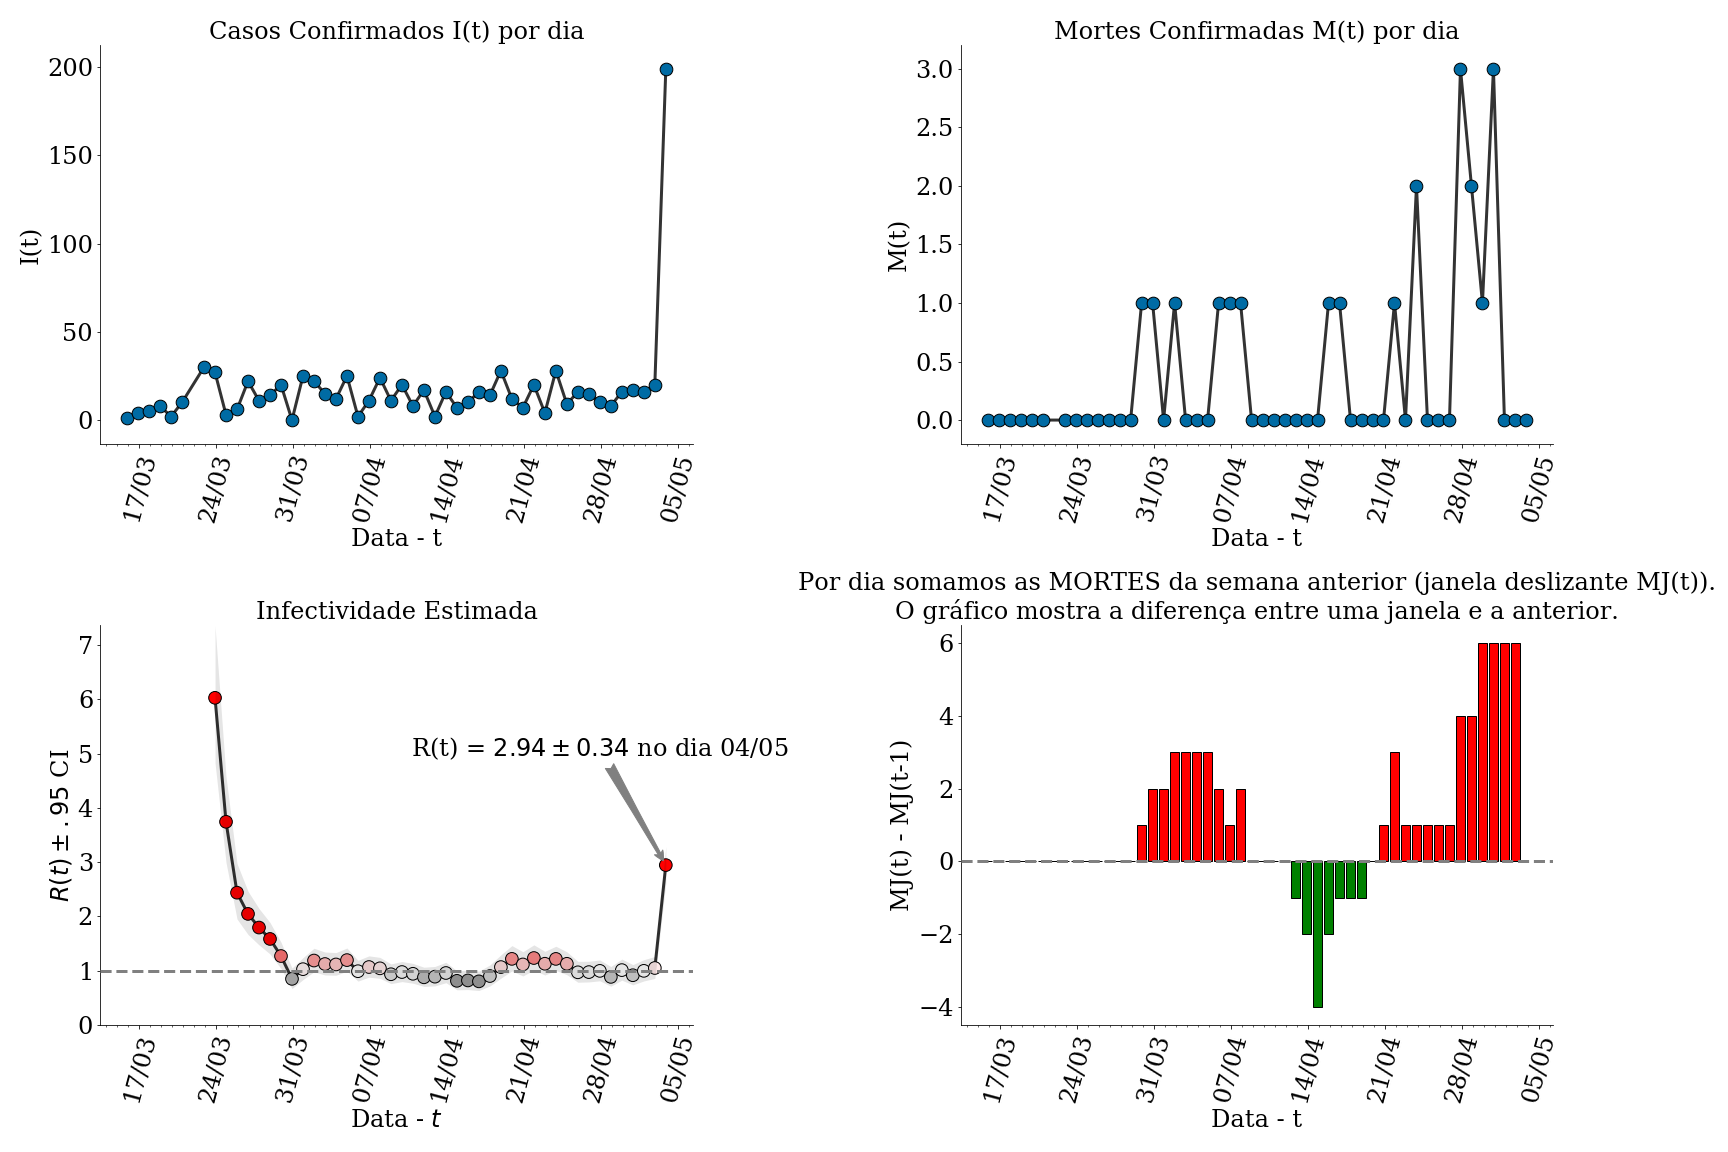 Casos Confirmados I(t) por dia
I(t)
200
150
100
50
0
17/03 24/03 31/03 07/04 14/04 21/04 28/04 05/05
Data - t
Mortes Confirmadas M(t) por dia
M(t)
3.0
2.5
2.0
1.5
1.0
0.5
0.0
17/03 24/03 31/03 07/04 14/04 21/04 28/04 05/05
Data - t
Infectividade Estimada
R(t) ± .95 CI
7
6
5
4
3
2
1
0
R(t) = 2.94 ± 0.34 no dia 04/05
17/03 24/03 31/03 07/04 14/04 21/04 28/04 05/05
Data - t
Por dia somamos as MORTES da semana anterior (janela deslizante MJ(t)).
O gráfico mostra a diferença entre uma janela e a anterior.
MJ(t) - MJ(t-1)
6
4
2
0
−2
−4
17/03 24/03 31/03 07/04 14/04 21/04 28/04 05/05
Data - t